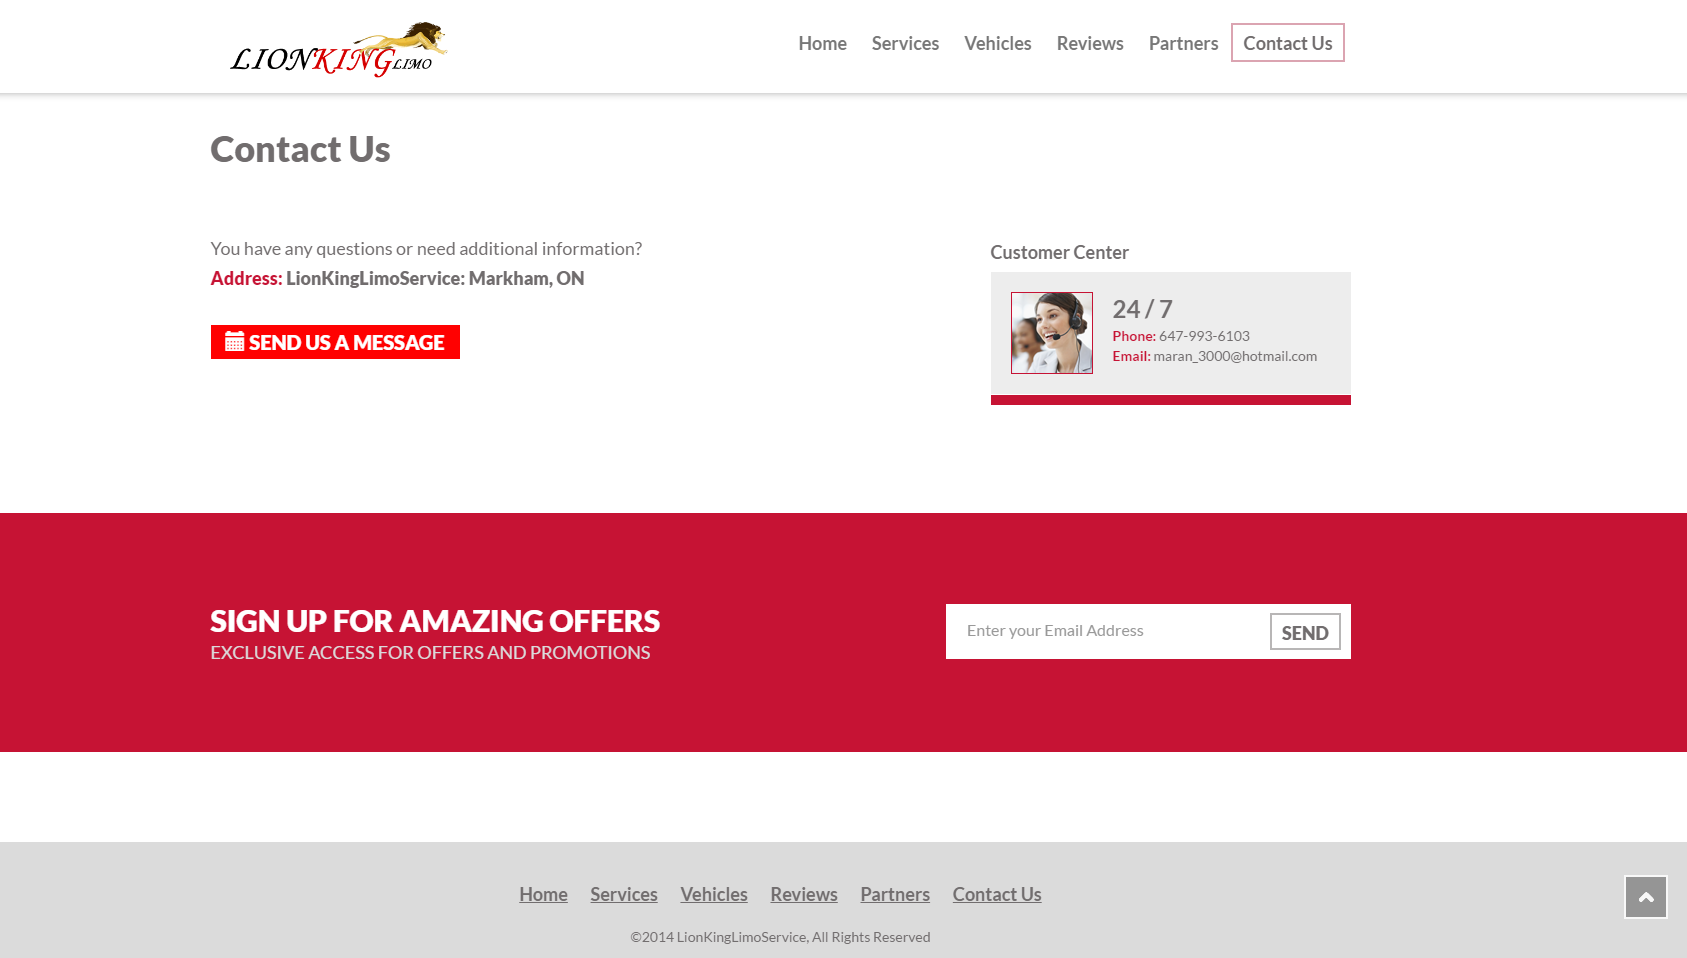 LIONKING LIMO
Home Services Vehicles Reviews Partners Contact Us
Contact Us
You have any questions or need additional information?
Address: LionKingLimoService: Markham, ON
SEND US A MESSAGE
Customer Center
24 / 7
Phone: 647-993-6103
Email: maran_3000@hotmail.com
SIGN UP FOR AMAZING OFFERS
EXCLUSIVE ACCESS FOR OFFERS AND PROMOTIONS
Enter your Email Address
SEND
Home Services Vehicles Reviews Partners Contact Us
©2014 LionKingLimoService, All Rights Reserved